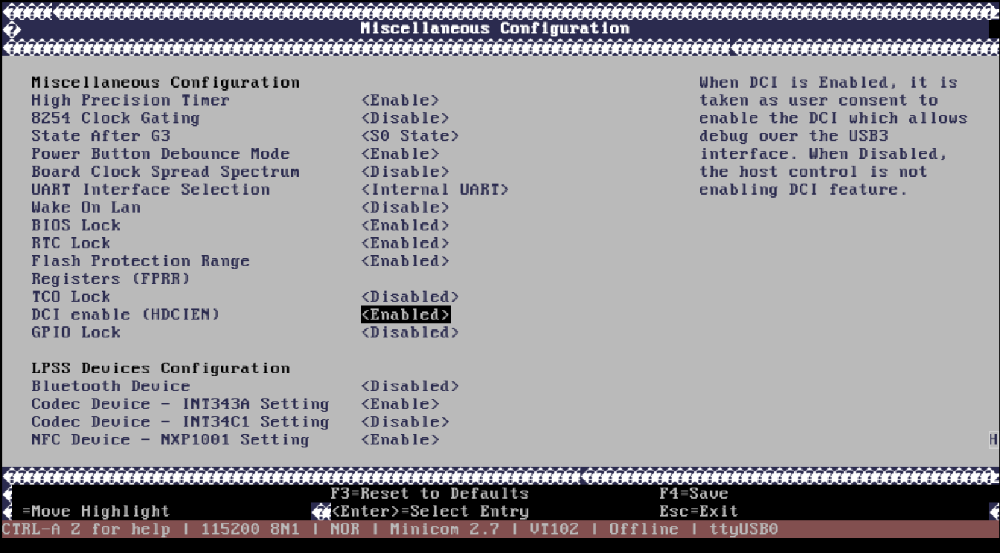 Miscellaneous Configuration
Miscellaneous Configuration
High Precision Timer <Enable>
8254 Clock Gating <Disable>
State After G3 <S0 State>
Power Button Debounce Mode <Enable>
Board Clock Spread Spectrum <Disable>
UART Interface Selection <Internal UART>
Wake On Lan <Disable>
BIOS Lock <Enabled>
RTC Lock <Enabled>
Flash Protection Range <Enabled>
Registers (FPRR)
TCO Lock <Disabled>
DCI enable (HDCIEN) <Enabled>
GPIO Lock <Disabled>
LPSS Devices Configuration
Bluetooth Device <Disabled>
Codec Device - INT343A Setting <Enable>
Codec Device - INT34C1 Setting <Disable>
NFC Device - NXP1001 Setting <Enable>
When DCI is Enabled, it is
taken as user consent to
enable the DCI which allows
debug over the USB3
interface. When Disabled,
the host control is not
enabling DCI feature.
H
F3=Reset to Defaults F4=Save
=Move Highlight <Enter>=Select Entry Esc=Exit
CTRL-A Z for help | 115200 8N1 | NOR | Minicom 2.7 | VT102 | Offline | ttyUSB0